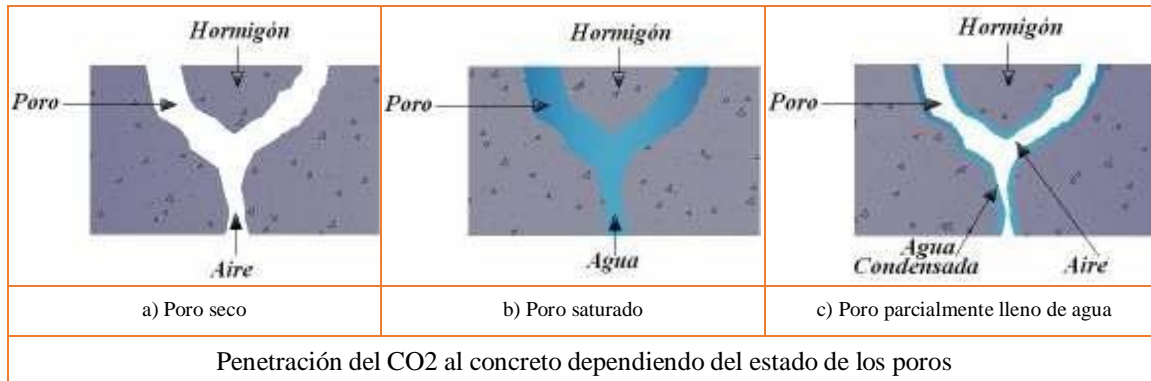 Hormigón
Poro
Aire
a) Poro seco
Hormigón
Poro
Agua
b) Poro saturado
Hormigón
Poro
Agua
Condensada
Aire
c) Poro parcialmente lleno de agua
Penetración del CO2 al concreto dependiendo del estado de los poros